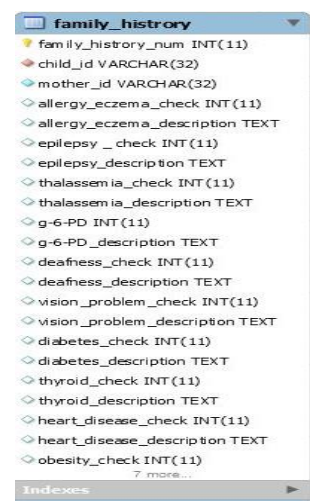 family_histrory
family_histrory_num INT(11)
child_id VARCHAR(32)
mother_id VARCHAR(32)
allergy_eczema_check INT(11)
allergy_eczema_description TEXT
epilepsy _ check INT(11)
epilepsy_description TEXT
thalassemia_check INT(11)
thalassemia_description TEXT
g-6-PD INT(11)
g-6-PD_description TEXT
deafness_check INT(11)
deafness_description TEXT
vision_problem_check INT(11)
vision_problem_description TEXT
diabetes_check INT(11)
diabetes_description TEXT
thyroid_check INT(11)
thyroid_description TEXT
heart_disease_check INT(11)
heart_disease_description TEXT
obesity_check INT(11)
7 more...
Indexes